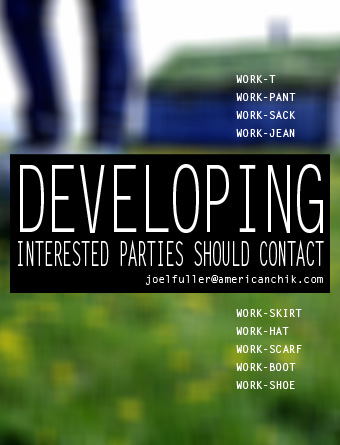 WORK-T
WORK-PANT
WORK-SACK
WORK-JEAN
DEVELOPING
INTERESTED PARTIES SHOULD CONTACT
joelfuller@americanchik.com
WORK-SKIRT
WORK-HAT
WORK-SCARF
WORK-BOOT
WORK-SHOE